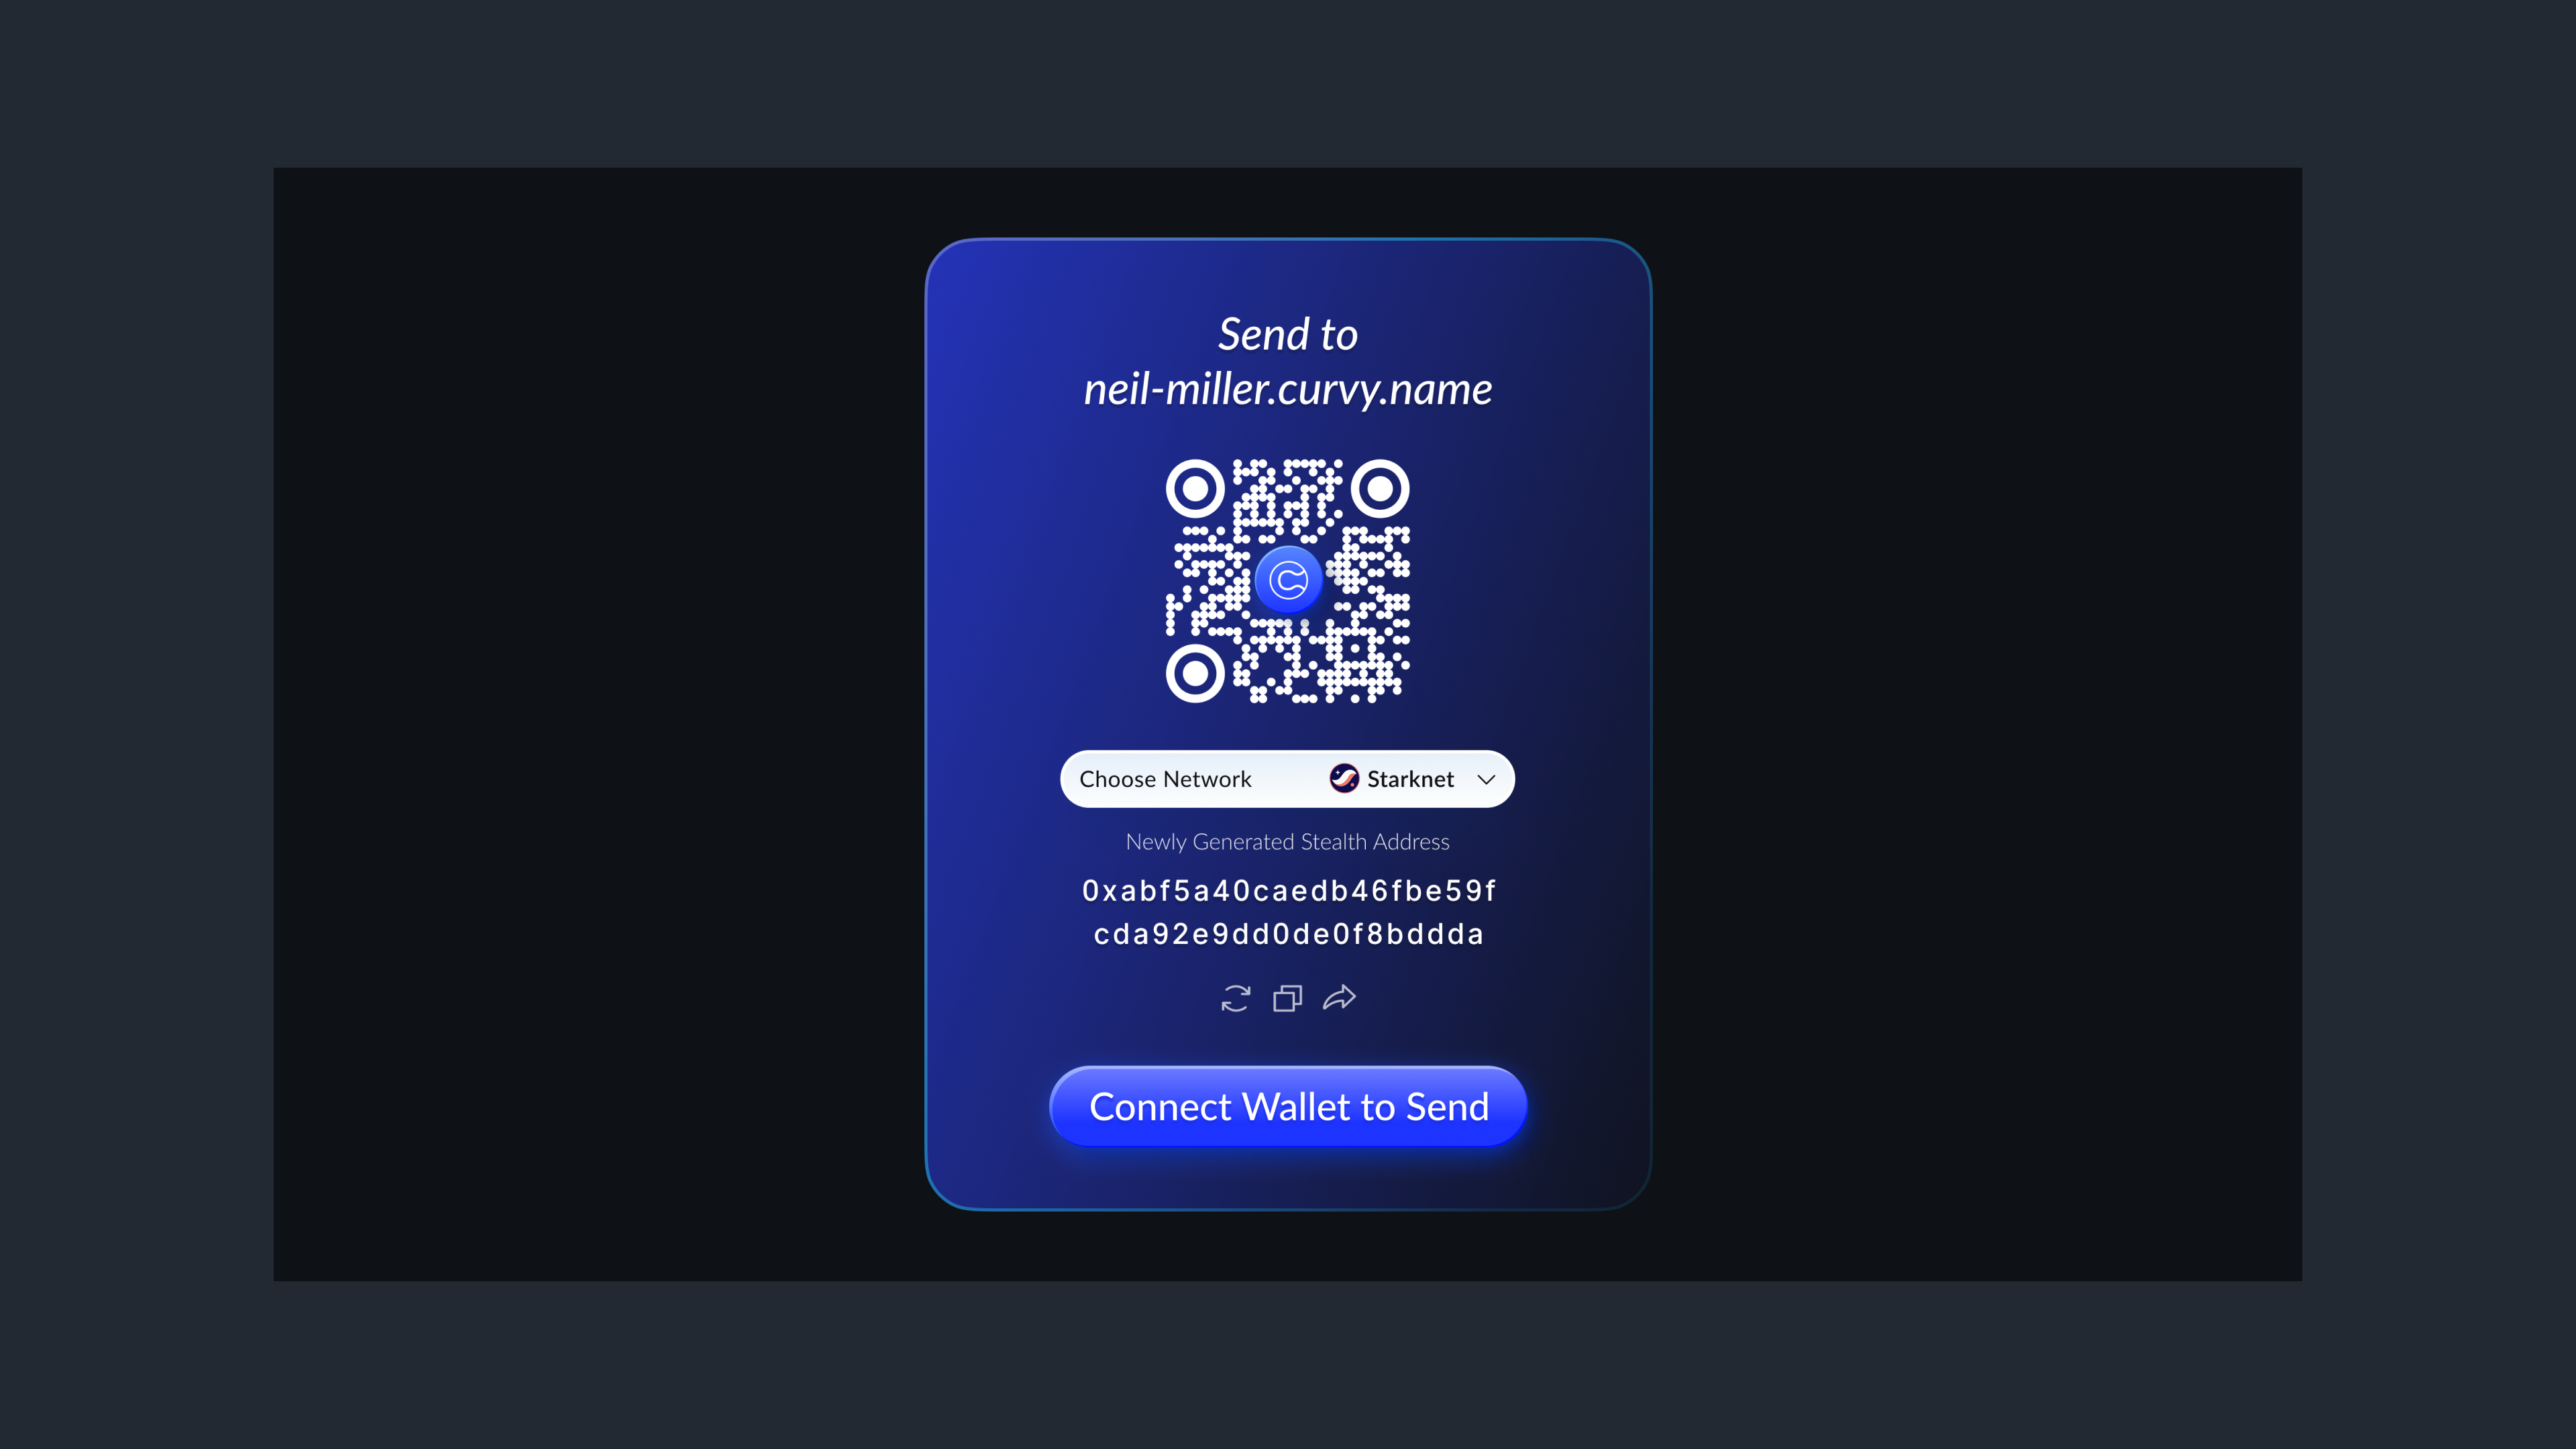 Send to
neil-miller.curvy.name
Choose Network Starknet
Newly Generated Stealth Address
0xabf5a40caedb46fbe59f
cda92e9dd0de0f8bddda
Connect Wallet to Send